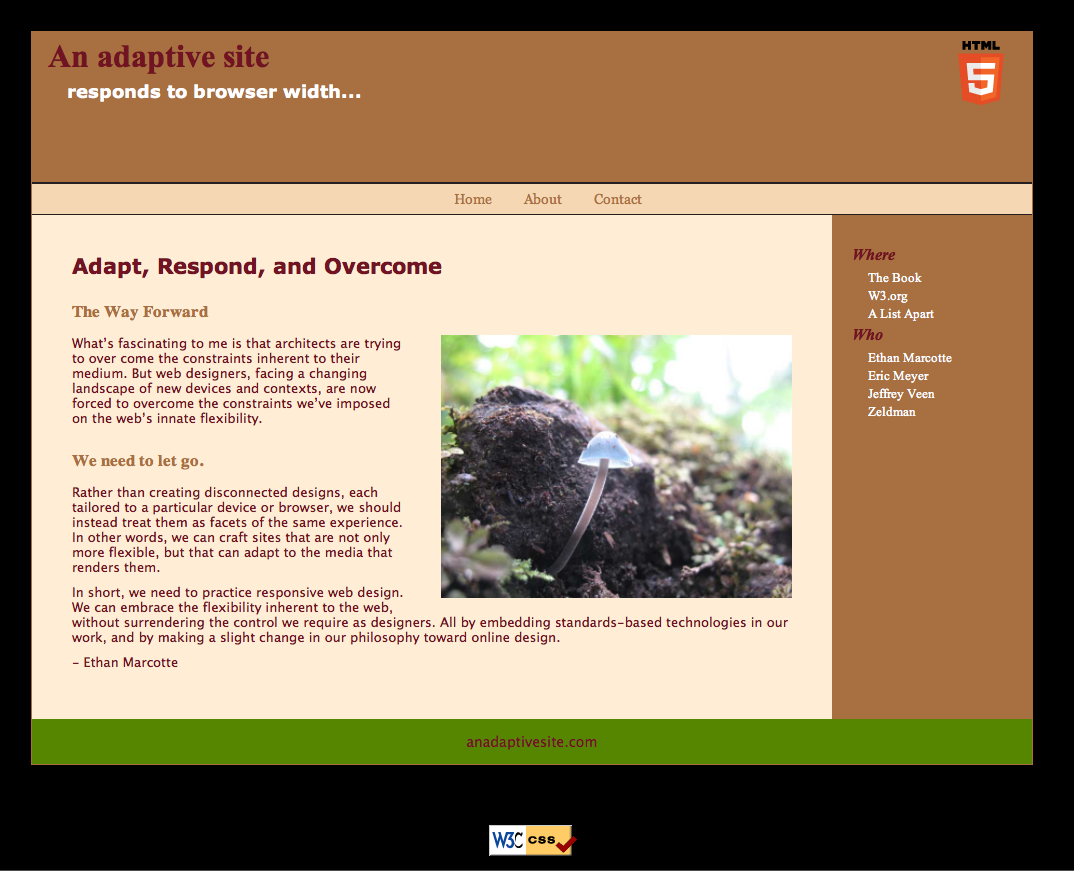 An adaptive site
responds to browser width...
HTML
5
Home About Contact
Adapt, Respond, and Overcome
The Way Forward
What's fascinating to me is that architects are trying
to over come the constraints inherent to their
medium. But web designers, facing a changing
landscape of new devices and contexts, are now
forced to overcome the constraints we've imposed
on the web's innate flexibility.
We need to let go.
Rather than creating disconnected designs, each
tailored to a particular device or browser, we should
instead treat them as facets of the same experience.
In other words, we can craft sites that are not only
more flexible, but that can adapt to the media that
renders them.
In short, we need to practice responsive web design.
We can embrace the flexibility inherent to the web,
without surrendering the control we require as designers. All by embedding standards-based technologies in our
work, and by making a slight change in our philosophy toward online design.
– Ethan Marcotte
Where
The Book
W3.org
A List Apart
Who
Ethan Marcotte
Eric Meyer
Jeffrey Veen
Zeldman
anadaptivesite.com
W3C css